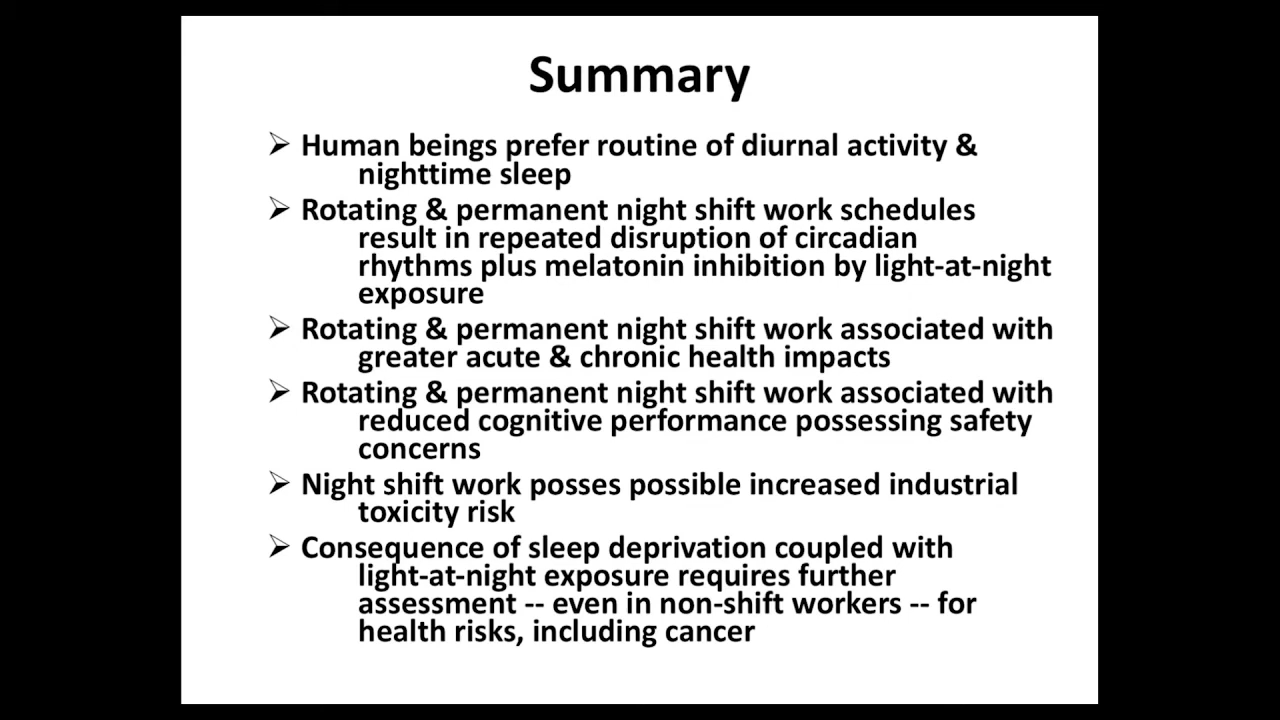 Summary
➢ Human beings prefer routine of diurnal activity &
nighttime sleep
➢ Rotating & permanent night shift work schedules
result in repeated disruption of circadian
rhythms plus melatonin inhibition by light-at-night
exposure
➢ Rotating & permanent night shift work associated with
greater acute & chronic health impacts
➢ Rotating & permanent night shift work associated with
reduced cognitive performance possessing safety
concerns
➢ Night shift work posses possible increased industrial
toxicity risk
➢ Consequence of sleep deprivation coupled with
light-at-night exposure requires further
assessment -- even in non-shift workers -- for
health risks, including cancer